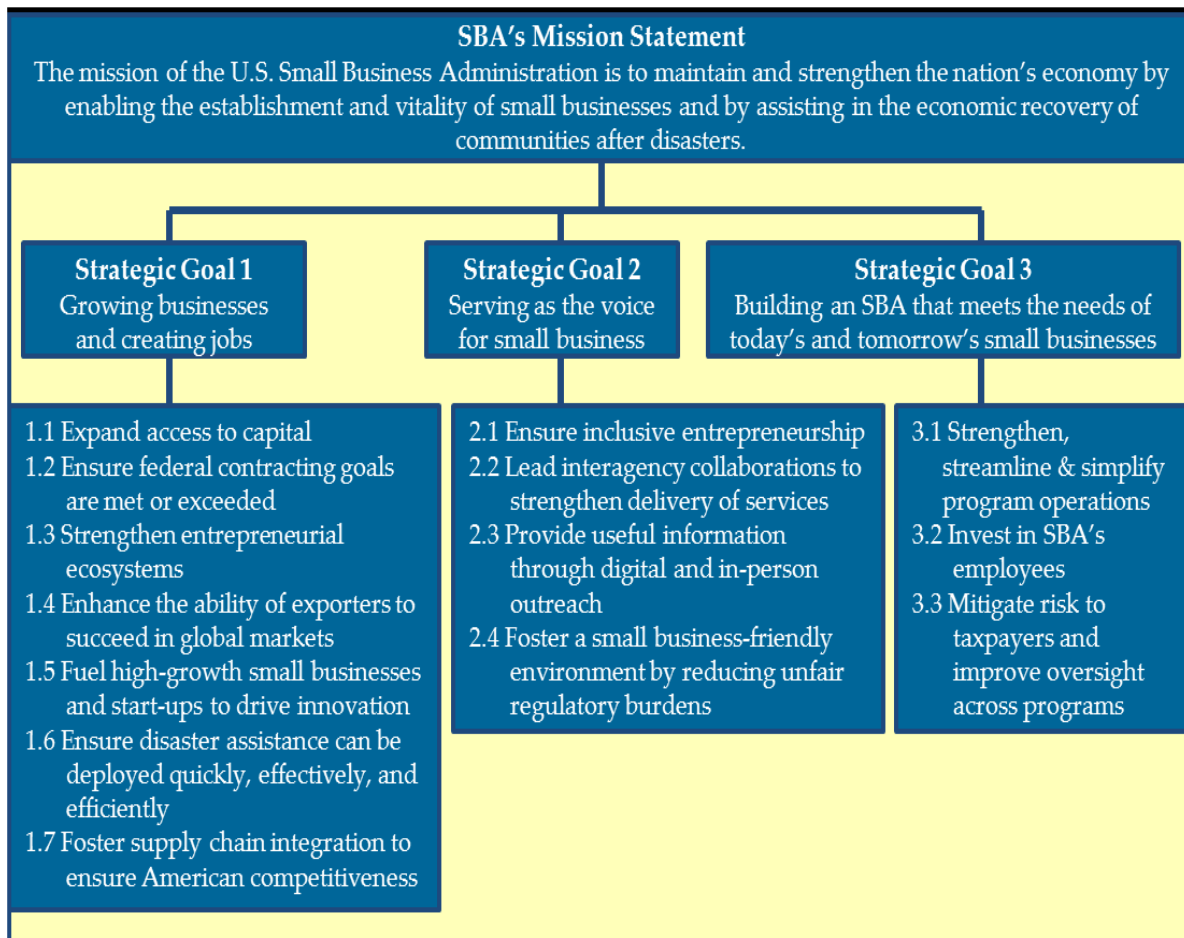 SBA's Mission Statement
The mission of the U.S. Small Business Administration is to maintain and strengthen the nation's economy by
enabling the establishment and vitality of small businesses and by assisting in the economic recovery of
communities after disasters.
Strategic Goal 1
Growing businesses
and creating jobs
Strategic Goal 2
Serving as the voice
for small business
Strategic Goal 3
Building an SBA that meets the needs of
today's and tomorrow's small businesses
1.1 Expand access to capital
1.2 Ensure federal contracting goals
are met or exceeded
1.3 Strengthen entrepreneurial
ecosystems
1.4 Enhance the ability of exporters to
succeed in global markets
1.5 Fuel high-growth small businesses
and start-ups to drive innovation
1.6 Ensure disaster assistance can be
deployed quickly, effectively, and
efficiently
1.7 Foster supply chain integration to
ensure American competitiveness
2.1 Ensure inclusive entrepreneurship
2.2 Lead interagency collaborations to
strengthen delivery of services
2.3 Provide useful information
through digital and in-person
outreach
2.4 Foster a small business-friendly
environment by reducing unfair
regulatory burdens
3.1 Strengthen,
streamline & simplify
program operations
3.2 Invest in SBA's
employees
3.3 Mitigate risk to
taxpayers and
improve oversight
across programs